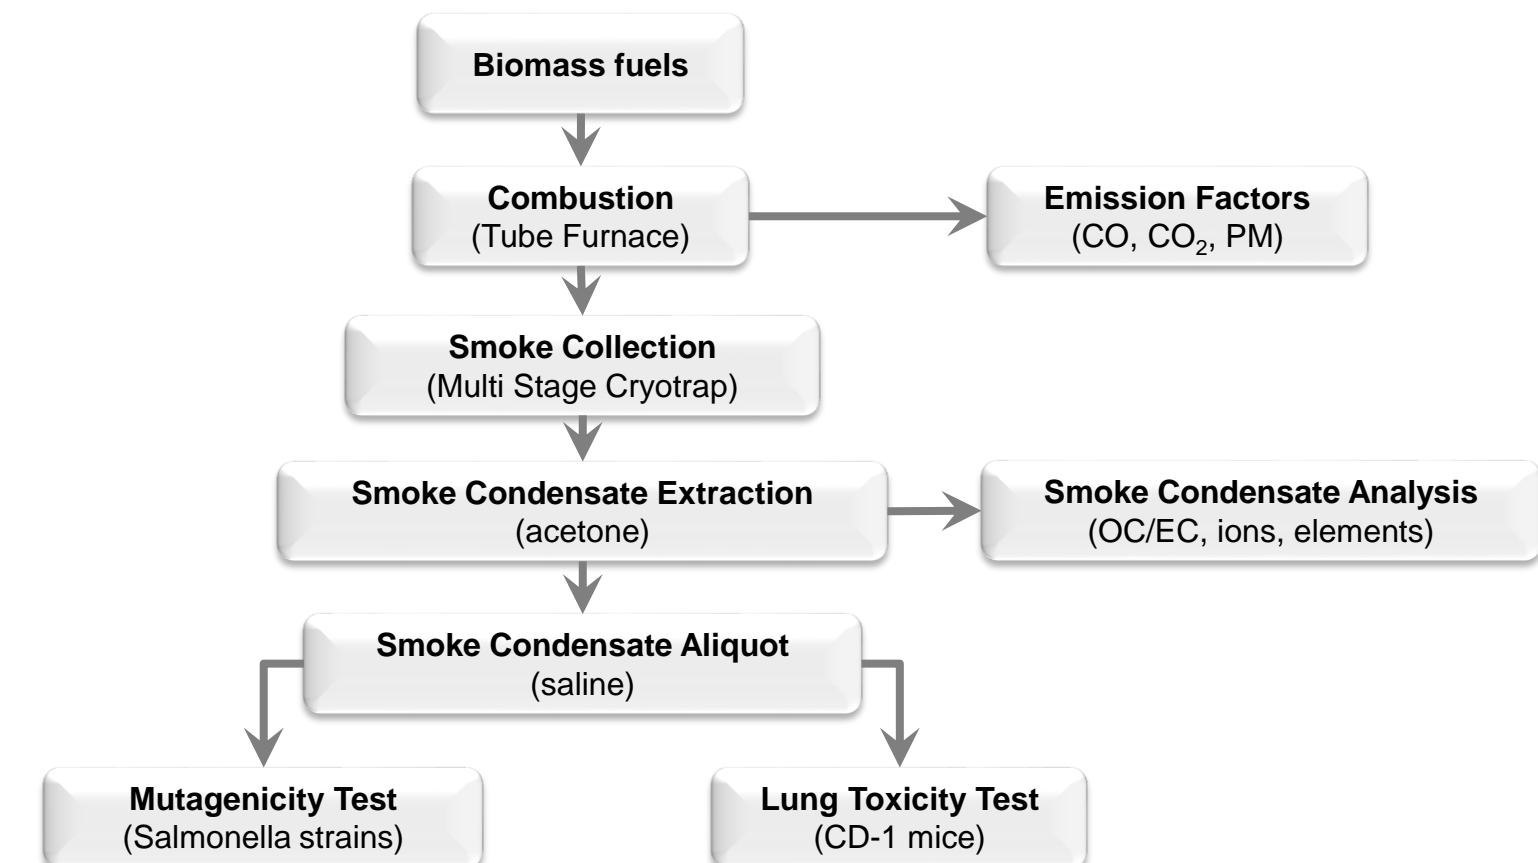 Biomass fuels
Combustion
(Tube Furnace)
Emission Factors
(CO, CO₂, PM)
Smoke Collection
(Multi Stage Cryotrap)
Smoke Condensate Extraction
(acetone)
Smoke Condensate Analysis
(OC/EC, ions, elements)
Smoke Condensate Aliquot
(saline)
Mutagenicity Test
(Salmonella strains)
Lung Toxicity Test
(CD-1 mice)